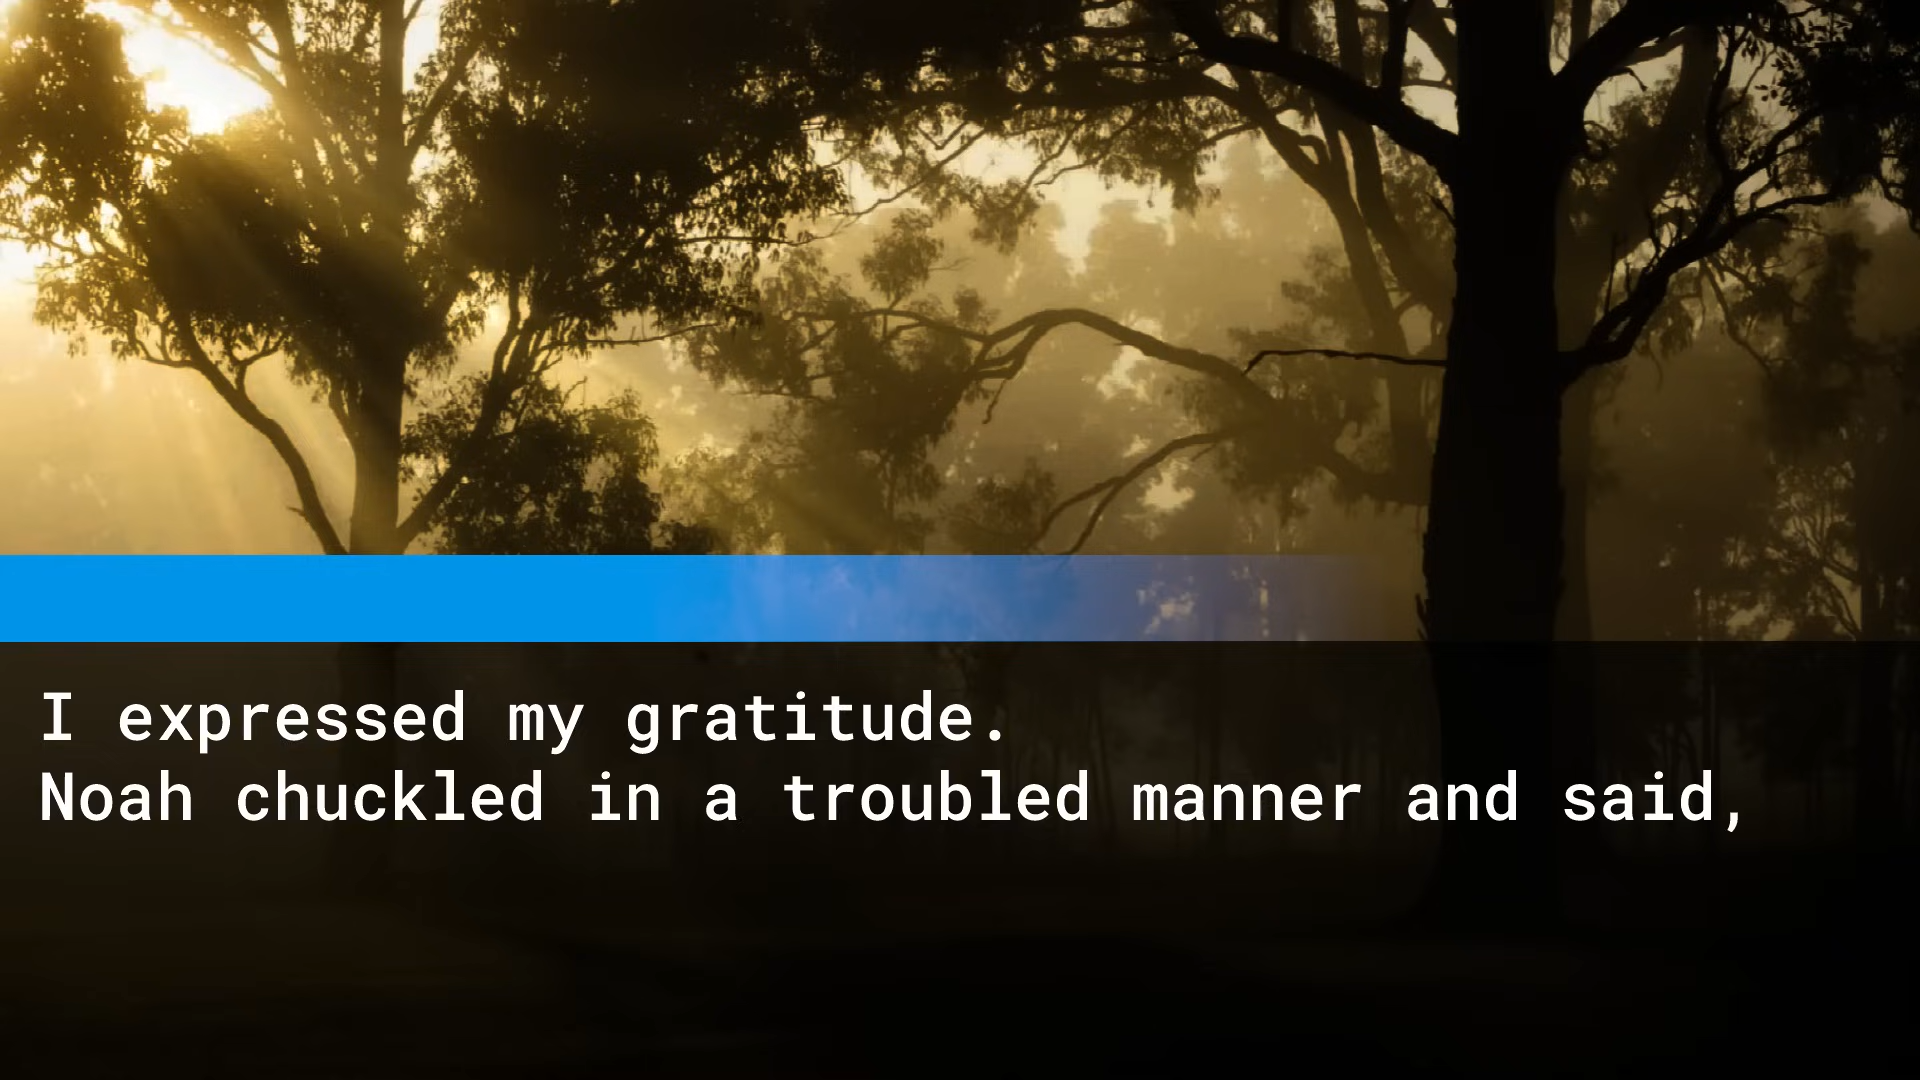 I expressed my gratitude.
Noah chuckled in a troubled manner and said,